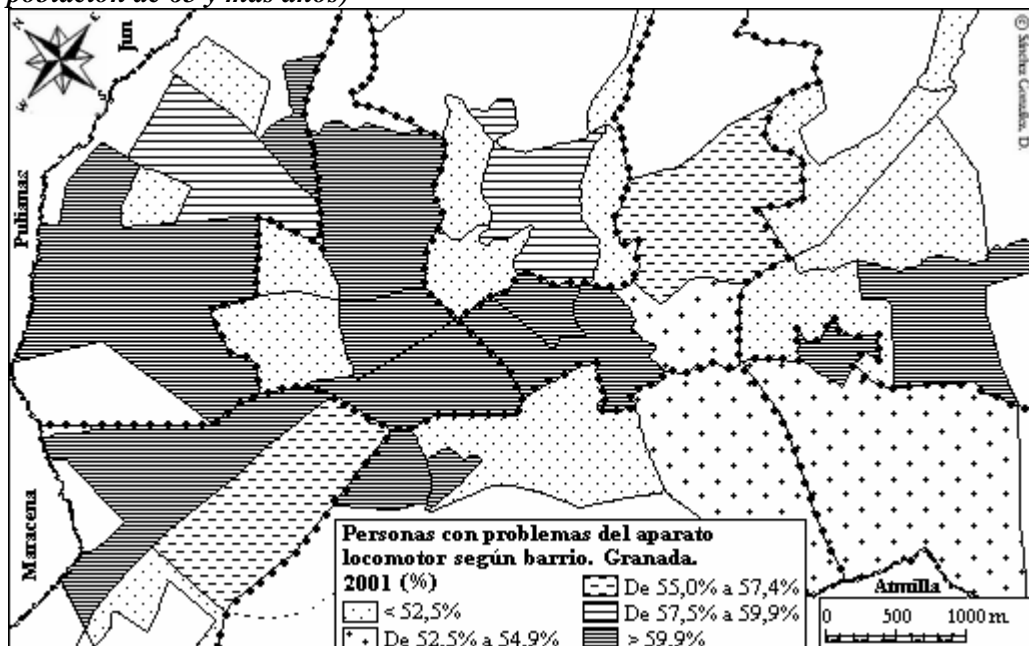 población de 65 y más años)
N
E
W
S
Jun
© Sánchez González, D.
Pulianas
Maracena
Armilla
Personas con problemas del aparato
locomotor según barrio. Granada.
2001 (%)
< 52,5%
De 52,5% a 54,9%
De 55,0% a 57,4%
De 57,5% a 59,9%
> 59,9%
0 500 1000 m.